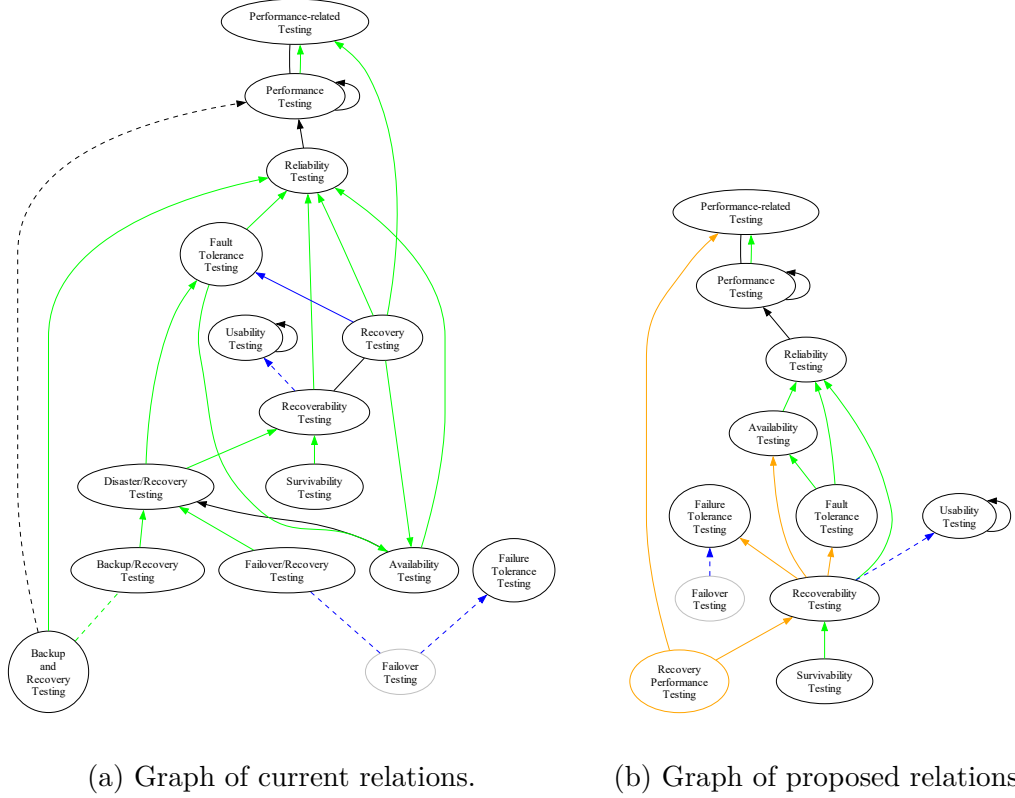 Performance-related
Testing
Performance
Testing
Reliability
Testing
Fault
Tolerance
Testing
Usability
Testing
Recovery
Testing
Recoverability
Testing
Disaster/Recovery
Testing
Survivability
Testing
Backup/Recovery
Testing
Failover/Recovery
Testing
Availability
Testing
Failure
Tolerance
Testing
Backup
and
Recovery
Testing
Failover
Testing
(a) Graph of current relations.
Performance-related
Testing
Performance
Testing
Reliability
Testing
Availability
Testing
Failure
Tolerance
Testing
Fault
Tolerance
Testing
Usability
Testing
Failover
Testing
Recoverability
Testing
Recovery
Performance
Testing
Survivability
Testing
(b) Graph of proposed relations